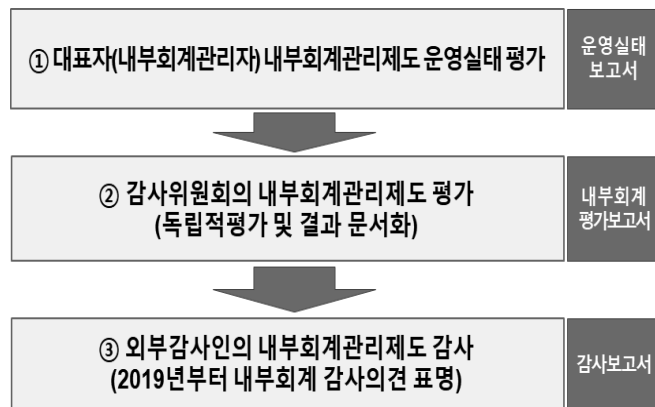 ① 대표자(내부회계관리자) 내부회계관리제도 운영실태 평가
운영실태
보고서
② 감사위원회의 내부회계관리제도 평가
(독립적평가 및 결과 문서화)
내부회계
평가보고서
③ 외부감사인의 내부회계관리제도 감사
(2019년부터 내부회계 감사의견 표명)
감사보고서